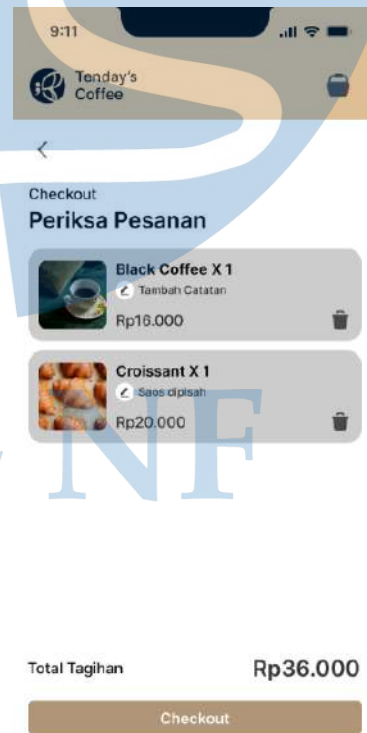 9:11
Tenday's
Coffee
Checkout
Periksa Pesanan
Black Coffee X 1
Tambah Catatan
Rp16.000
Croissant X 1
Saos dipisah
Rp20.000
NF
Total Tagihan
Rp36.000
Checkout